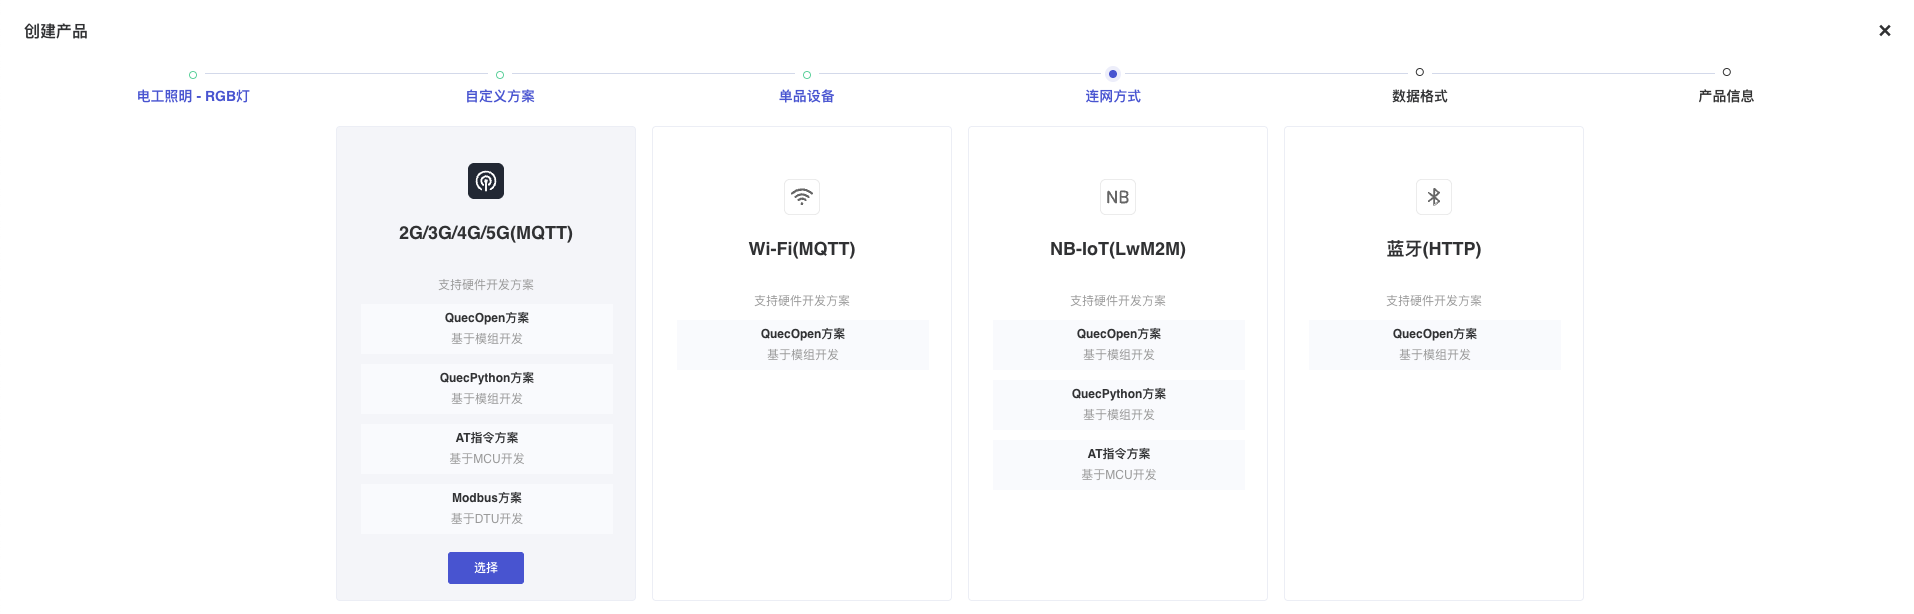 创建产品
电工照明 - RGB灯
自定义方案
单品设备
连网方式
数据格式
产品信息
2G/3G/4G/5G(MQTT)
支持硬件开发方案
QuecOpen方案
基于模组开发
QuecPython方案
基于模组开发
AT指令方案
基于MCU开发
Modbus方案
基于DTU开发
选择
Wi-Fi(MQTT)
支持硬件开发方案
QuecOpen方案
基于模组开发
NB
NB-IoT(LwM2M)
支持硬件开发方案
QuecOpen方案
基于模组开发
QuecPython方案
基于模组开发
AT指令方案
基于MCU开发
蓝牙(HTTP)
支持硬件开发方案
QuecOpen方案
基于模组开发